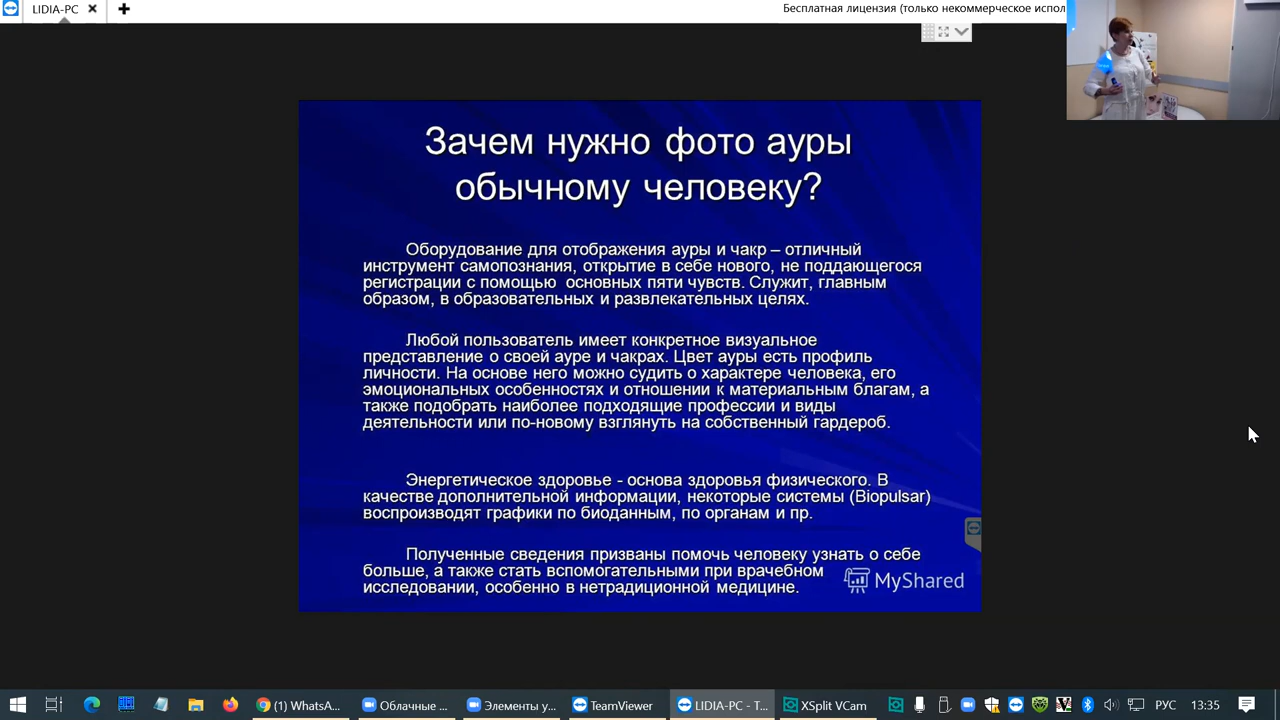 LIDIA-PC
Бесплатная лицензия (только некоммерческое испол
Зачем нужно фото ауры
обычному человеку?
Оборудование для отображения ауры и чакр – отличный
инструмент самопознания, открытие в себе нового, не поддающегося
регистрации с помощью основных пяти чувств. Служит, главным
образом, в образовательных и развлекательных целях.
Любой пользователь имеет конкретное визуальное
представление о своей ауре и чакрах. Цвет ауры есть профиль
личности. На основе него можно судить о характере человека, его
эмоциональных особенностях и отношении к материальным благам, а
также подобрать наиболее подходящие профессии и виды
деятельности или по-новому взглянуть на собственный гардероб.
Энергетическое здоровье - основа здоровья физического. В
качестве дополнительной информации, некоторые системы (Biopulsar)
воспроизводят графики по биоданным, по органам и пр.
Полученные сведения призваны помочь человеку узнать о себе
больше, а также стать вспомогательными при врачебном
исследовании, особенно в нетрадиционной медицине.
MyShared
(1) WhatsA... Облачные ... Элементы у... TeamViewer LIDIA-PC - T... XSplit VCam РУС 13:35